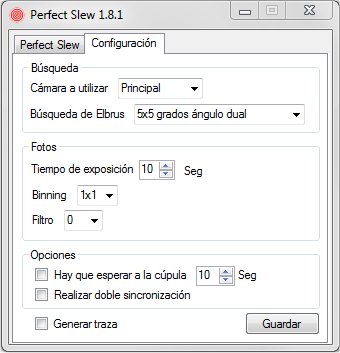 Perfect Slew 1.8.1
Perfect Slew Configuración
Búsqueda
Cámara a utilizar Principal
Búsqueda de Elbrus 5x5 grados ángulo dual
Fotos
Tiempo de exposición 10 Seg
Binning 1x1
Filtro 0
Opciones
Hay que esperar a la cúpula 10 Seg
Realizar doble sincronización
Generar traza Guardar